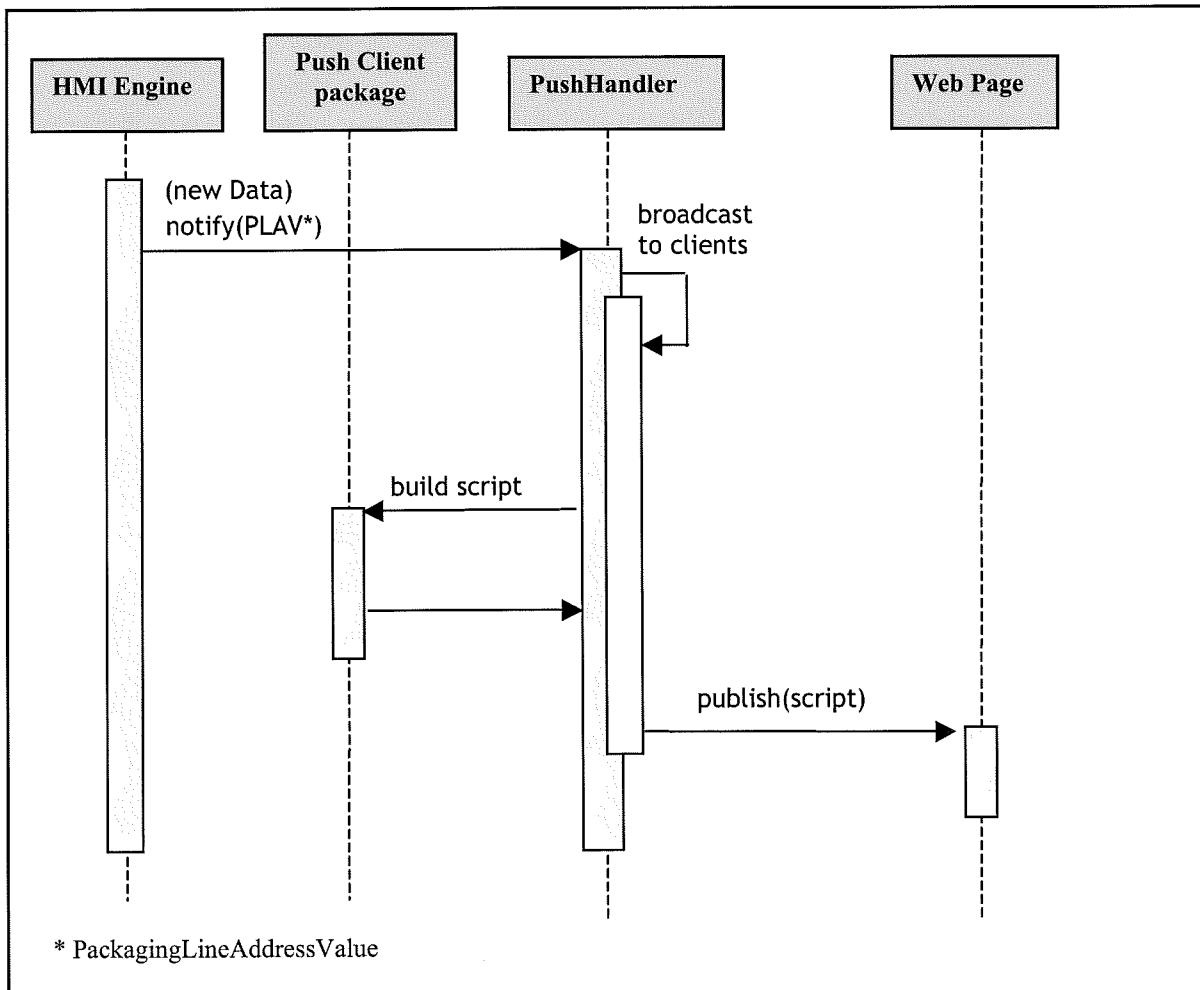 HMI Engine
Push Client
package
PushHandler
Web Page
(new Data)
notify(PLAV*)
broadcast
to clients
build script
publish(script)
* PackagingLineAddressValue